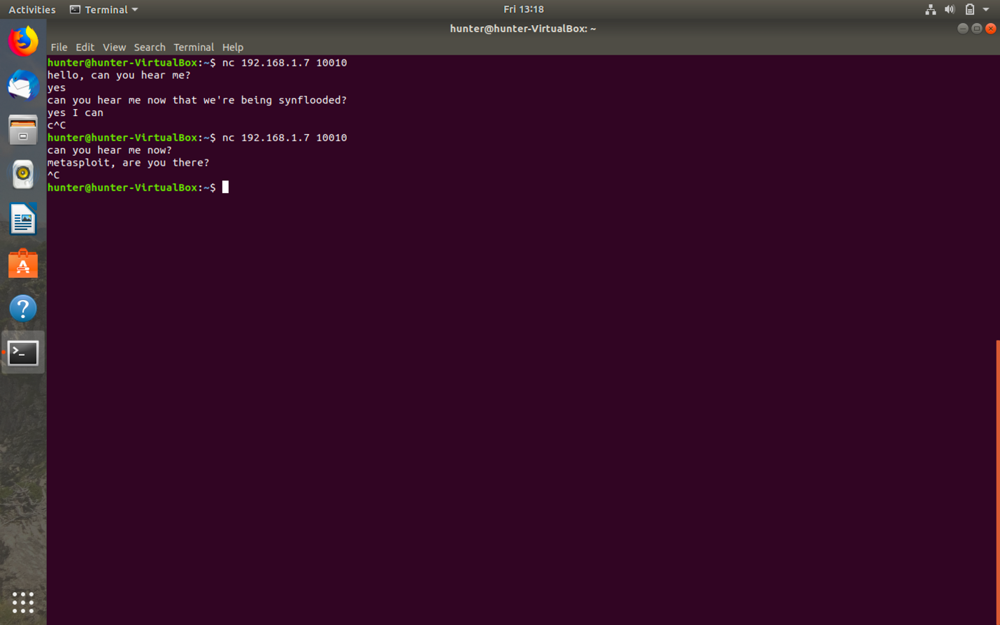 Activities Terminal Fri 13:18
hunter@hunter-VirtualBox: ~
File Edit View Search Terminal Help
hunter@hunter-VirtualBox:~$ nc 192.168.1.7 10010
hello, can you hear me?
yes
can you hear me now that we're being synflooded?
yes I can
c^C
hunter@hunter-VirtualBox:~$ nc 192.168.1.7 10010
can you hear me now?
metasploit, are you there?
^C
hunter@hunter-VirtualBox:~$